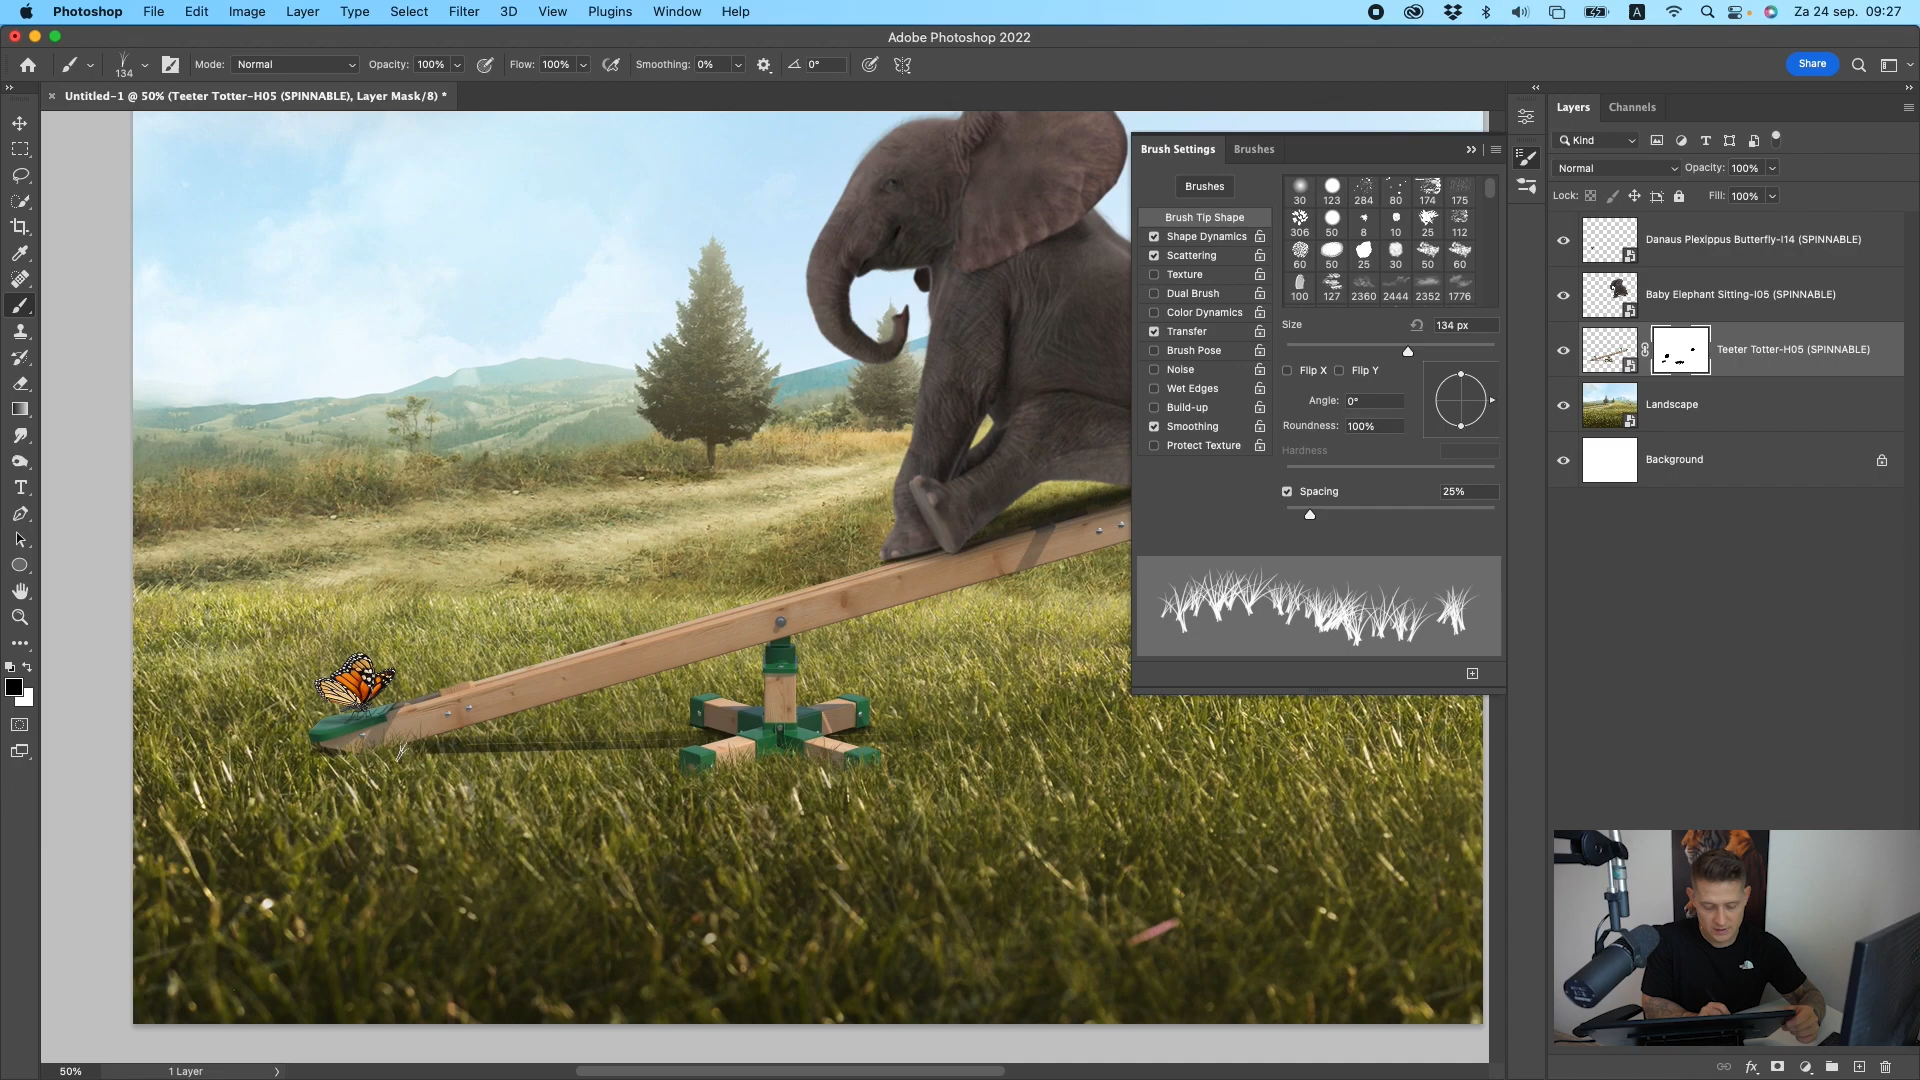 Photoshop File Edit Image Layer Type Select Filter 3D View Plugins Window Help A Za 24 sep. 09:27
Adobe Photoshop 2022
134 Mode: Normal Opacity: 100% Flow: 100% Smoothing: 0% 0° Share
Untitled-1 @ 50% (Teeter Totter-H05 (SPINNABLE), Layer Mask/8) *
Brush Settings Brushes
Brushes
Brush Tip Shape
Shape Dynamics
Scattering
Texture
Dual Brush
Color Dynamics
Transfer
Brush Pose
Noise
Wet Edges
Build-up
Smoothing
Protect Texture
30 123 284 80 174 175
306 50 8 10 25 112
60 50 25 30 50 60
100 127 2360 2444 2352 1776
Size 134 px
Flip X Flip Y
Angle: 0°
Roundness: 100%
Hardness
Spacing 25%
Layers Channels
Kind
Normal Opacity: 100%
Lock: Fill: 100%
Danaus Plexippus Butterfly-I14 (SPINNABLE)
Baby Elephant Sitting-I05 (SPINNABLE)
Teeter Totter-H05 (SPINNABLE)
Landscape
Background
50% 1 Layer